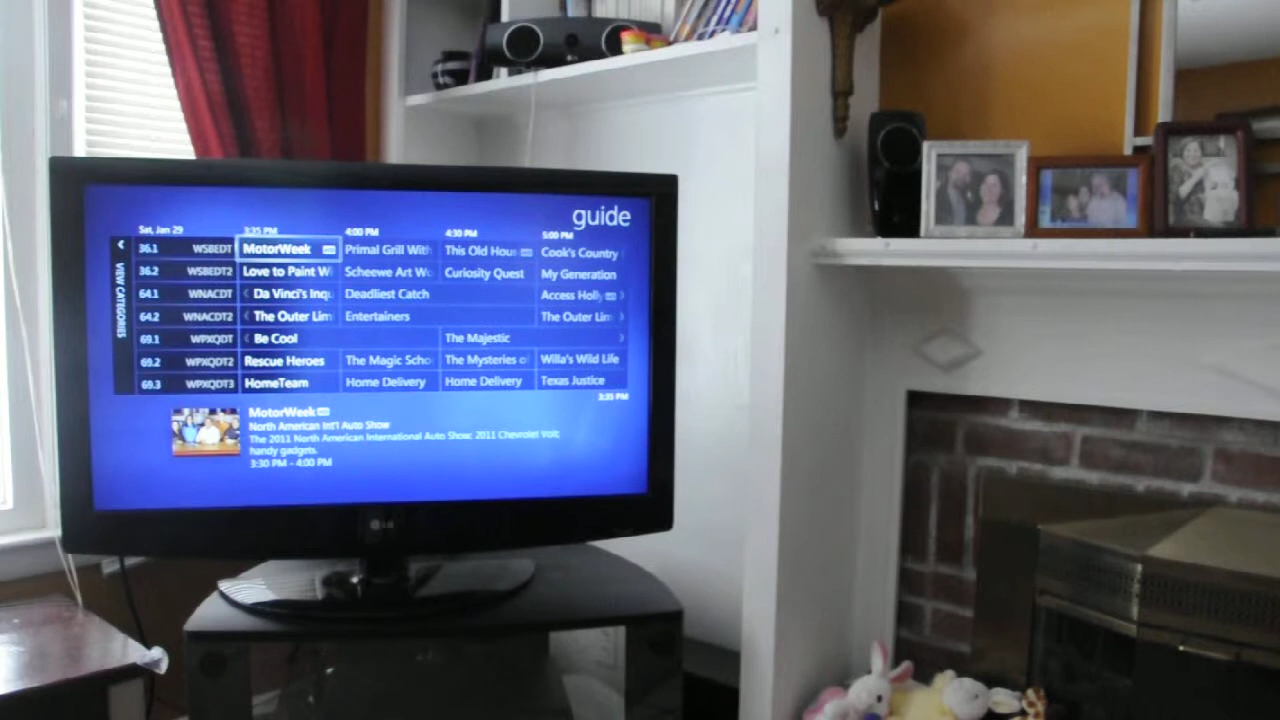 guide
Sat, Jan 29 3:35 PM 4:00 PM 4:30 PM 5:00 PM
36.1 WSBEDT MotorWeek HD Primal Grill With This Old Hous HD Cook's Country
36.2 WSBEDT2 Love to Paint Wi Scheewe Art Wo Curiosity Quest My Generation
64.1 WNACDT Da Vinci's Inqu Deadliest Catch Access Holly HD
64.2 WNACDT2 The Outer Lim Entertainers The Outer Lim
69.1 WPXQDT Be Cool The Majestic
69.2 WPXQDT2 Rescue Heroes The Magic Scho The Mysteries o Willa's Wild Life
69.3 WPXQDT3 HomeTeam Home Delivery Home Delivery Texas Justice
VIEW CATEGORIES
3:35 PM
MotorWeek HD
North American Int'l Auto Show
The 2011 North American International Auto Show; 2011 Chevrolet Volt;
handy gadgets.
3:30 PM - 4:00 PM
LG